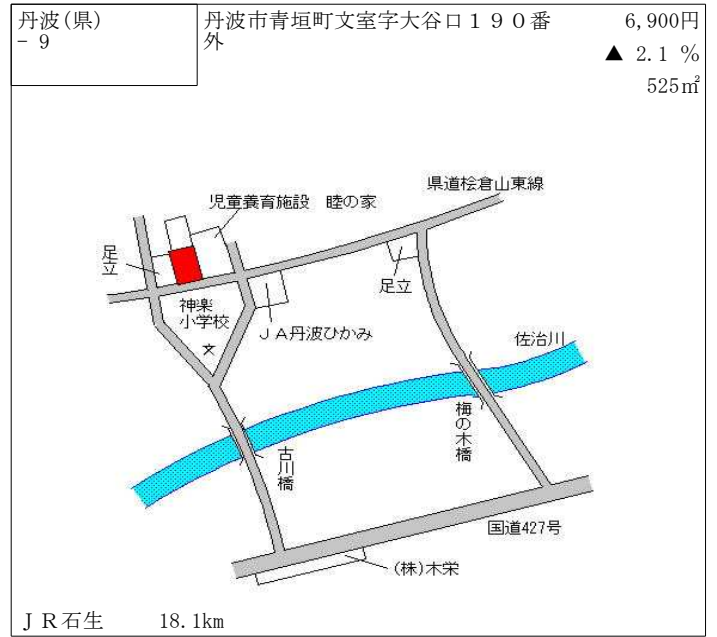 丹波(県)
－９
丹波市青垣町文室字大谷口１９０番
外
6,900円
▲ 2.1 %
525㎡
県道桧倉山東線
児童養育施設　睦の家
足立
足立
神楽
小学校
文
ＪＡ丹波ひかみ
佐治川
梅の木橋
古川橋
国道427号
(株)木栄
ＪＲ石生　　18.1km